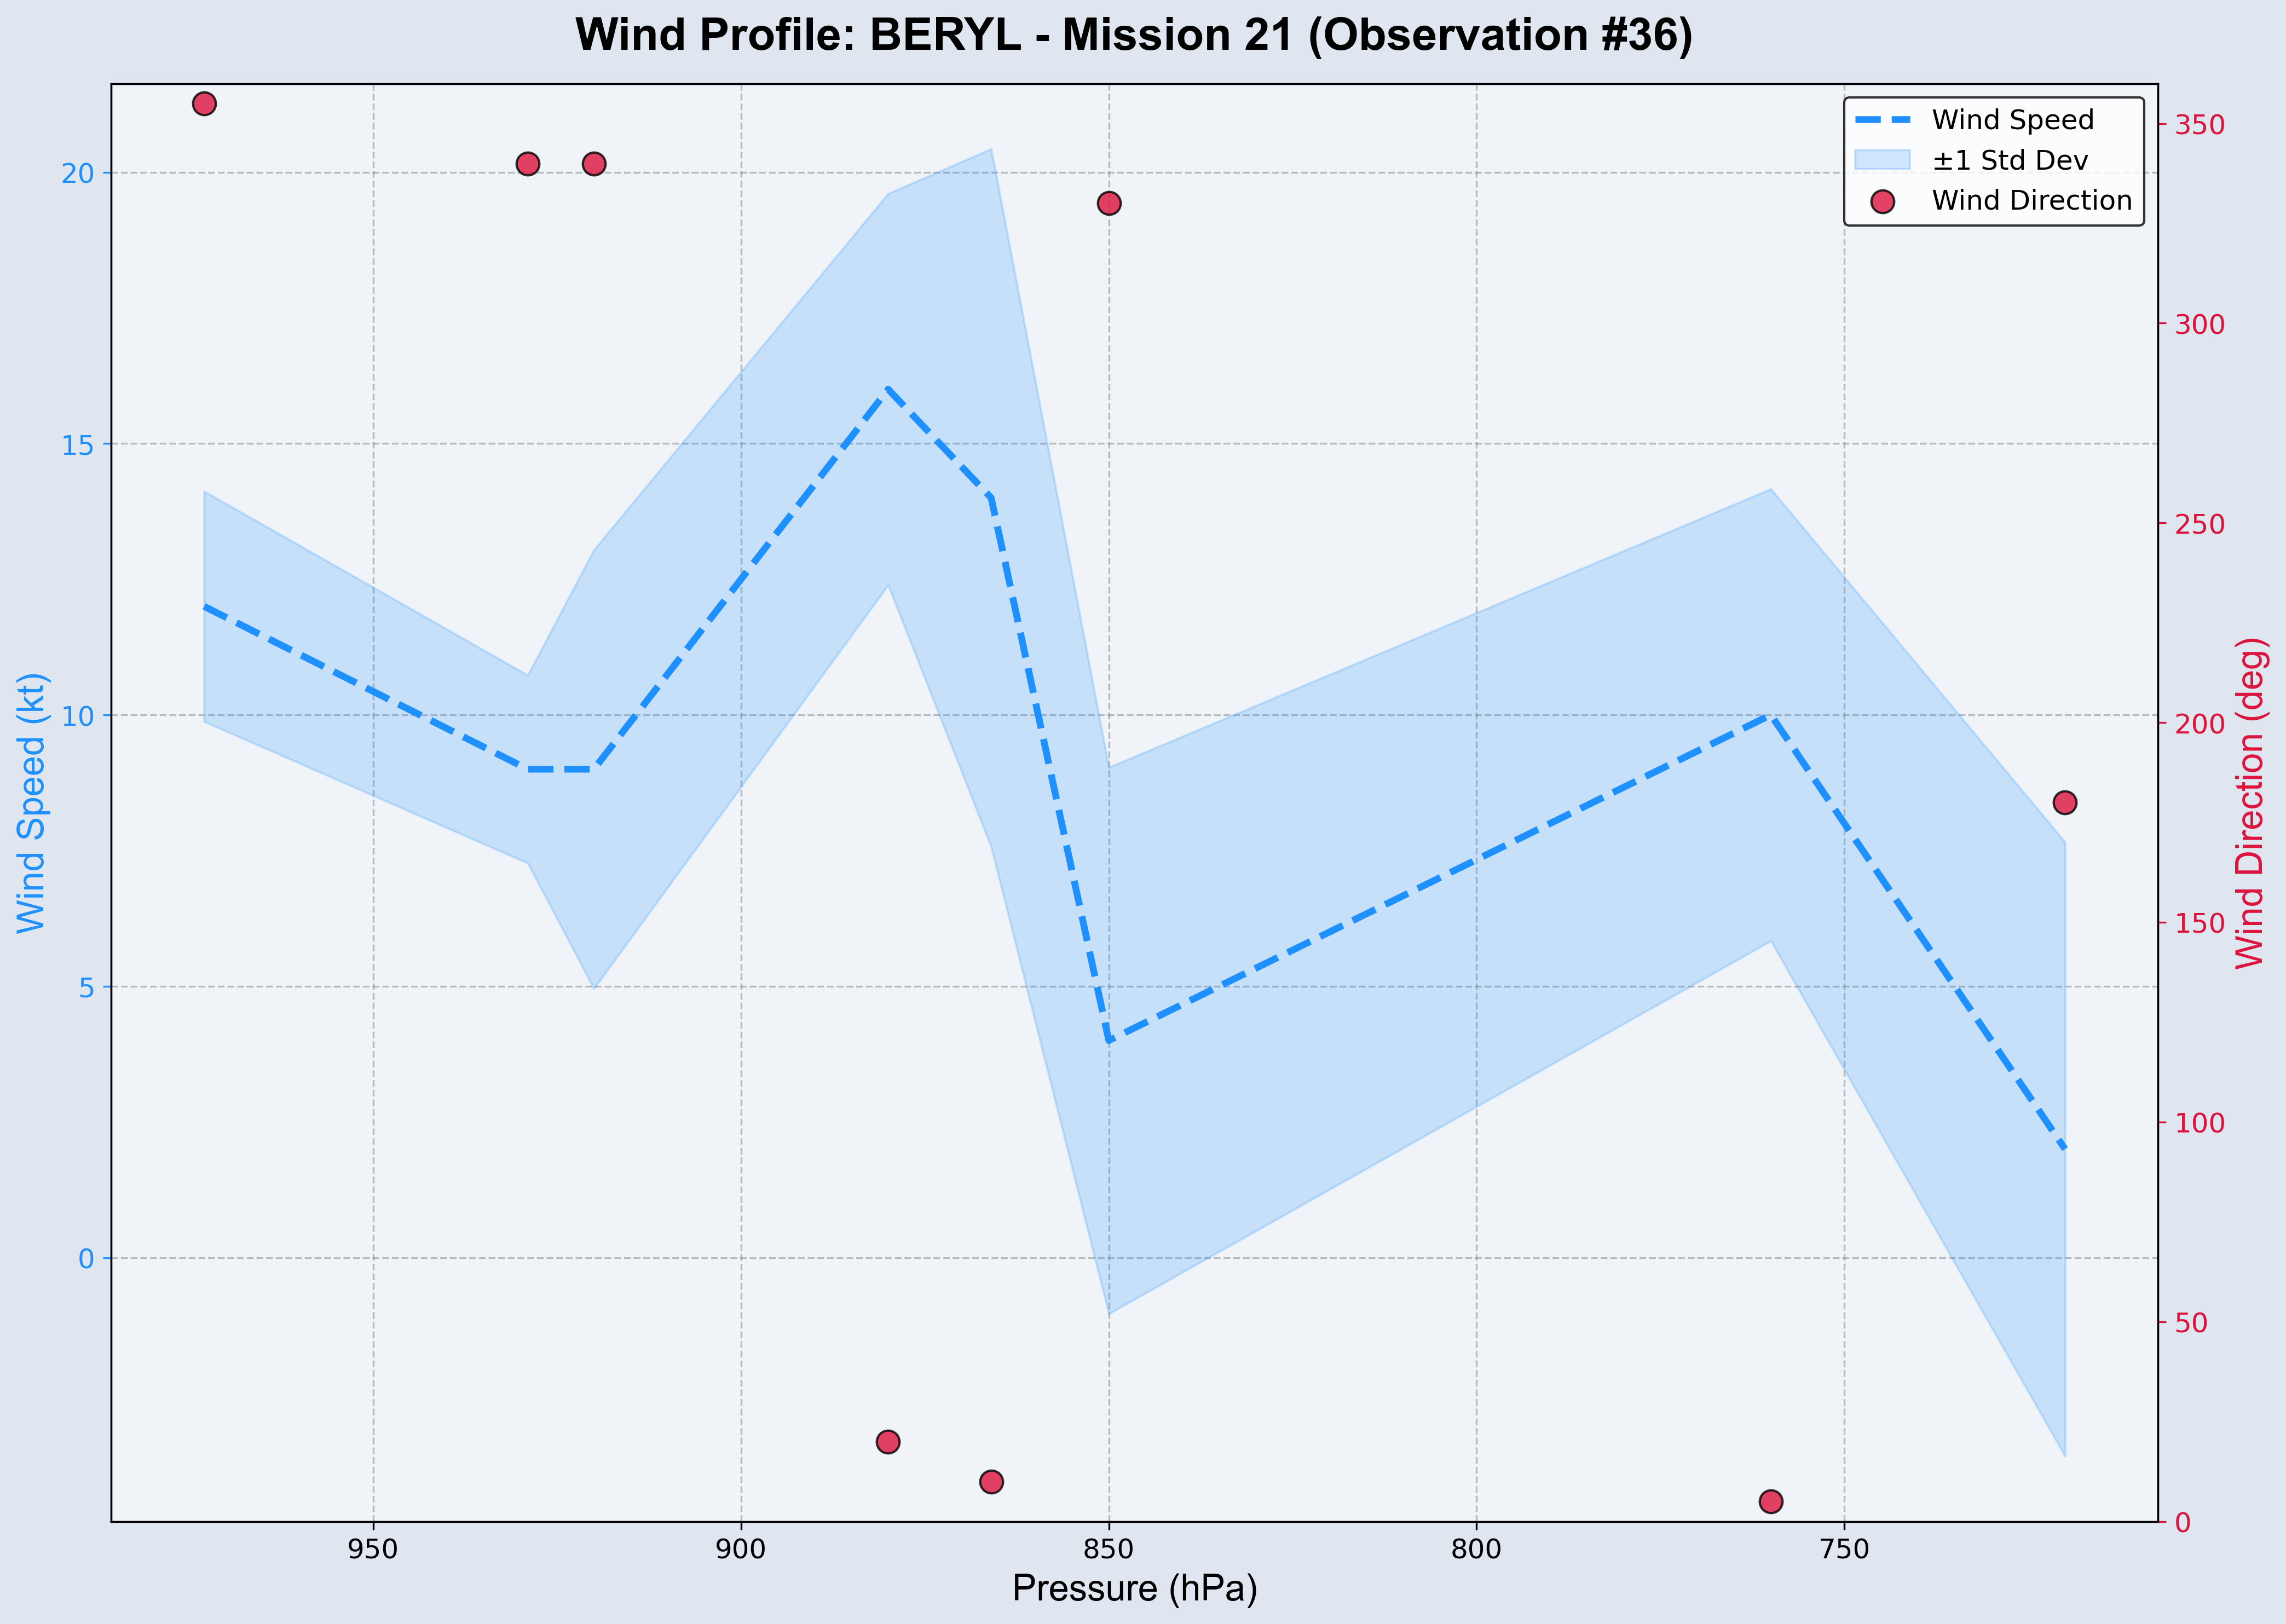 Wind Profile: BERYL - Mission 21 (Observation #36)
Wind Speed
±1 Std Dev
Wind Direction
20
15
10
5
0
Wind Speed (kt)
350
300
250
200
150
100
50
0
Wind Direction (deg)
950
900
850
800
750
Pressure (hPa)